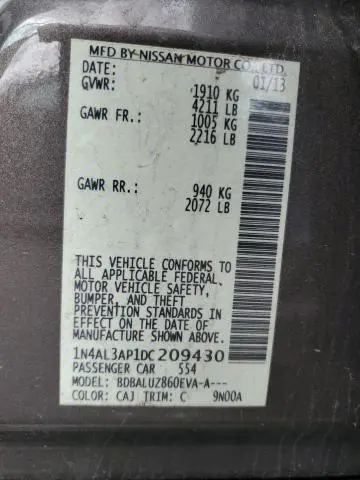 MFD BY NISSAN MOTOR CO., LTD.
DATE: 01/13
GVWR: 1910 KG
4211 LB
GAWR FR.: 1005 KG
2216 LB
GAWR RR.: 940 KG
2072 LB
THIS VEHICLE CONFORMS TO
ALL APPLICABLE FEDERAL
MOTOR VEHICLE SAFETY,
BUMPER, AND THEFT
PREVENTION STANDARDS
IN EFFECT ON THE DATE OF
MANUFACTURE SHOWN ABOVE.
1N4AL3AP1DC209430
PASSENGER CAR 554
MODEL: BDBALUZ860EVA-A---
COLOR: CAJ TRIM: C 9N00A